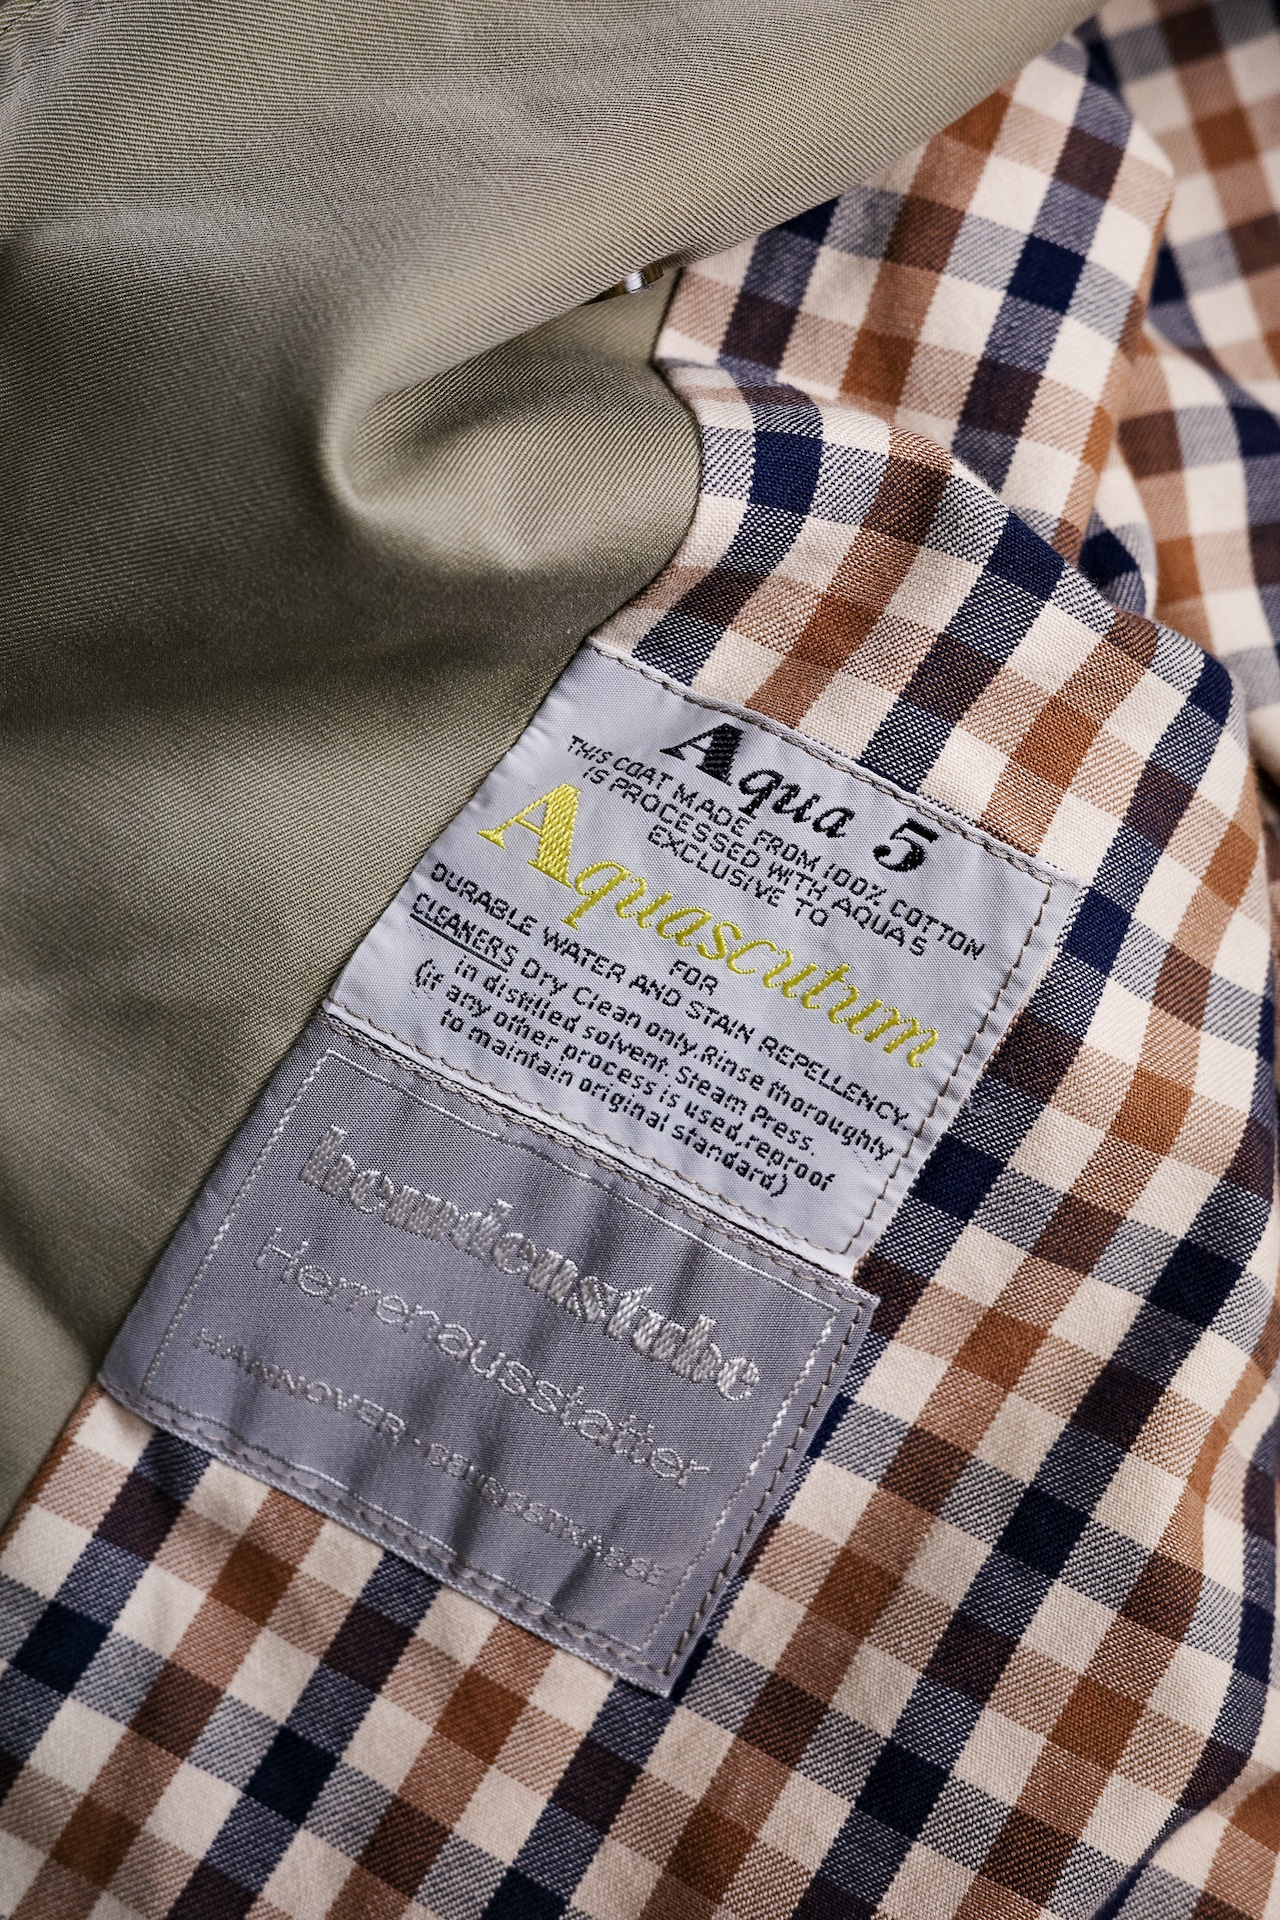 Aqua 5
THIS COAT MADE FROM 100% COTTON
IS PROCESSED WITH AQUA 5
EXCLUSIVE TO
Aquascutum
FOR
DURABLE WATER AND STAIN REPELLENCY.
CLEANERS Dry Clean only. Rinse thoroughly
in distilled solvent. Steam Press.
(if any other process is used, reproof
to maintain original standard)
hemdenstube
Herrenausstatter
HANNOVER · GEORGSTRASSE